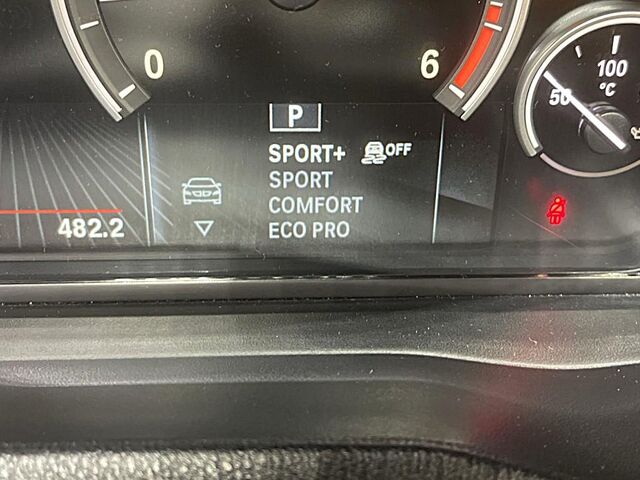 0
6
50
100
°C
P
SPORT+ OFF
SPORT
COMFORT
ECO PRO
482.2